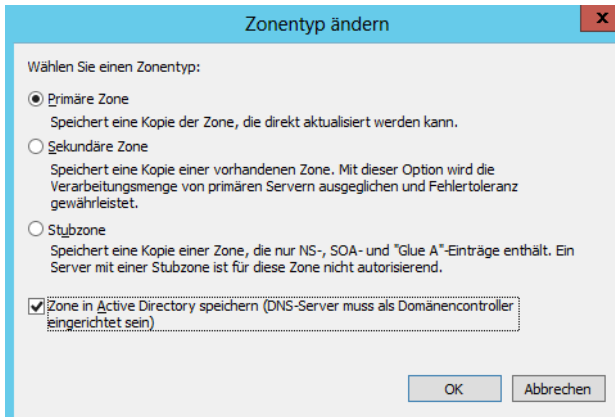 Zonentyp ändern
x
Wählen Sie einen Zonentyp:
Primäre Zone
Speichert eine Kopie der Zone, die direkt aktualisiert werden kann.
Sekundäre Zone
Speichert eine Kopie einer vorhandenen Zone. Mit dieser Option wird die
Verarbeitungsmenge von primären Servern ausgeglichen und Fehlertoleranz
gewährleistet.
Stubzone
Speichert eine Kopie einer Zone, die nur NS-, SOA- und "Glue A"-Einträge enthält. Ein
Server mit einer Stubzone ist für diese Zone nicht autorisierend.
Zone in Active Directory speichern (DNS-Server muss als Domänencontroller
eingerichtet sein)
OK
Abbrechen